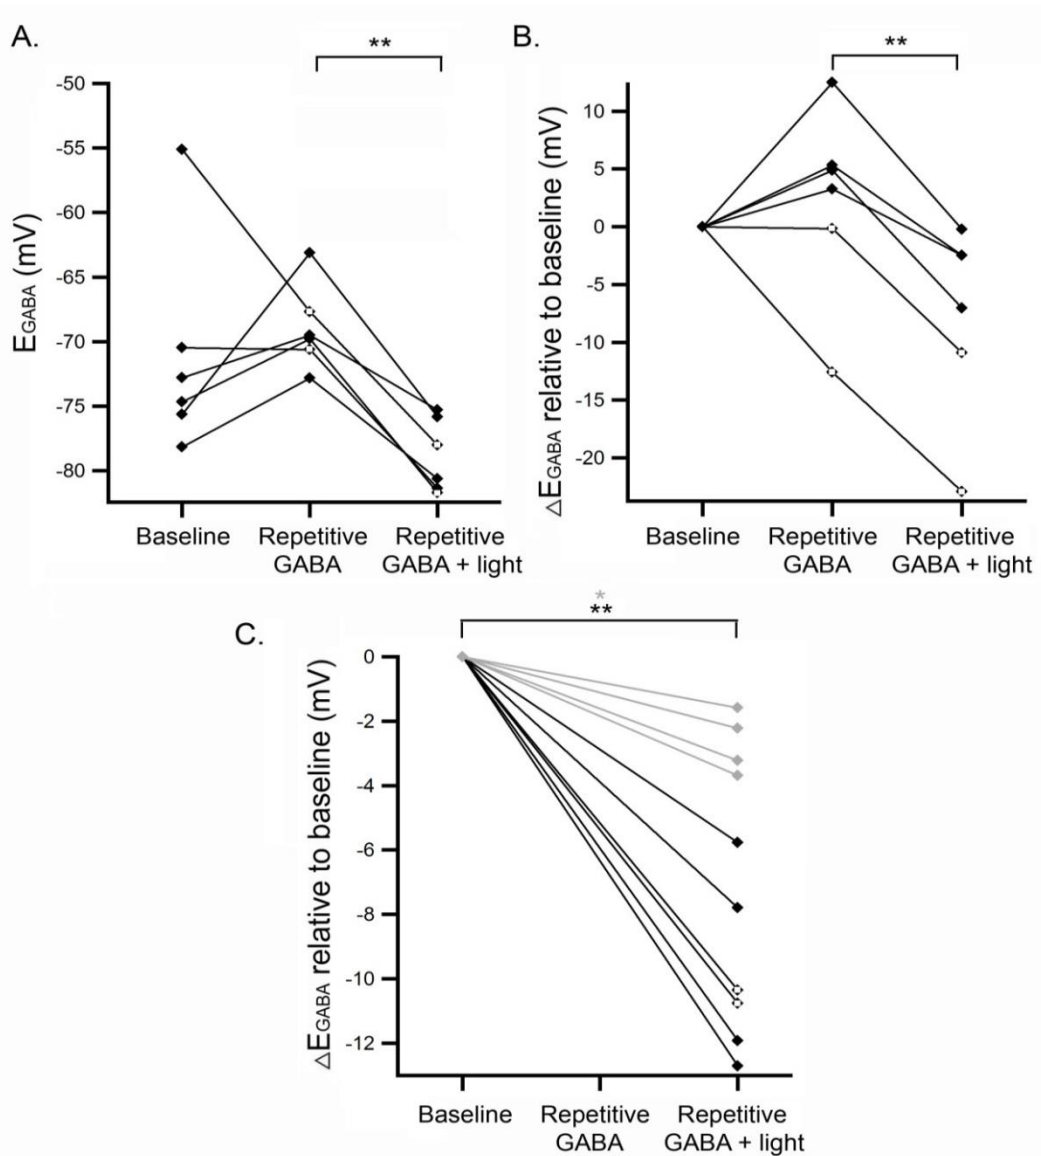 A.
**
EGABA (mV)
-50
-55
-60
-65
-70
-75
-80
Baseline
Repetitive
GABA
Repetitive
GABA + light
B.
**
△EGABA relative to baseline (mV)
10
5
0
-5
-10
-15
-20
Baseline
Repetitive
GABA
Repetitive
GABA + light
C.
*
**
△EGABA relative to baseline (mV)
0
-2
-4
-6
-8
-10
-12
Baseline
Repetitive
GABA
Repetitive
GABA + light